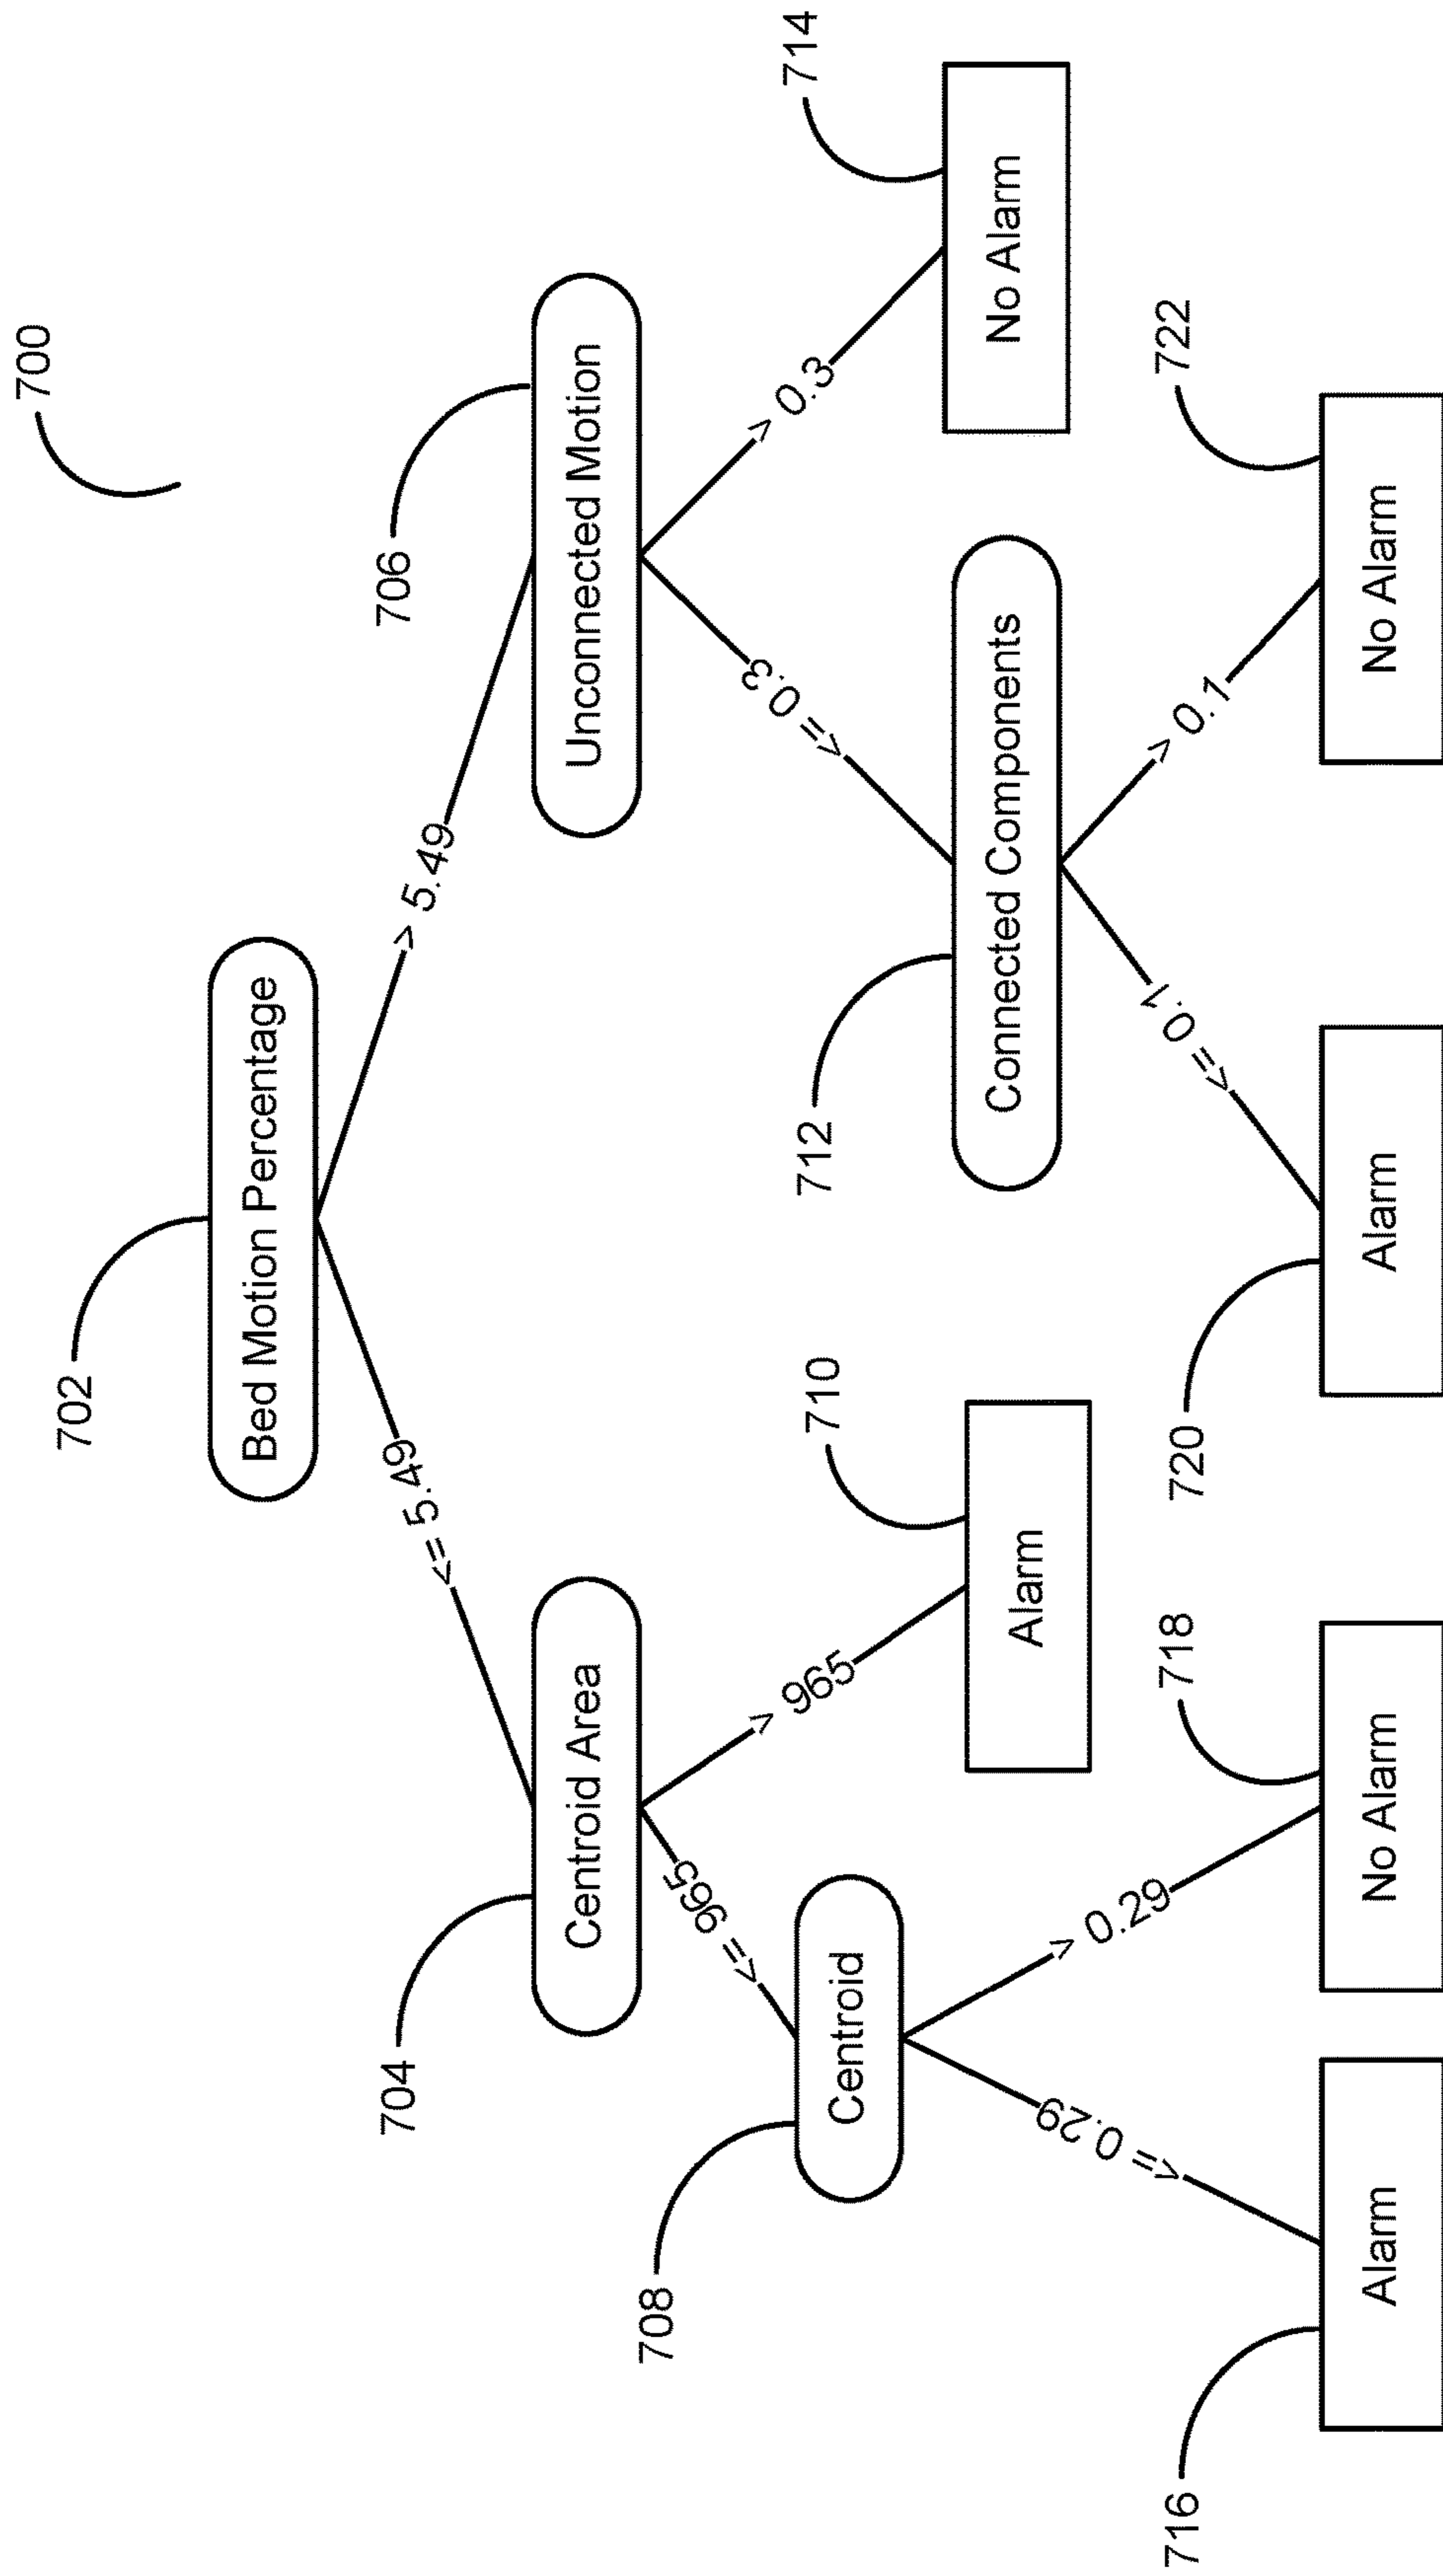 700
702
Bed Motion Percentage
<= 5.49
> 5.49
704
Centroid Area
706
Unconnected Motion
<= 965
> 965
<= 0.3
> 0.3
708
Centroid
710
Alarm
712
Connected Components
714
No Alarm
<= 0.29
> 0.29
<= 0.1
> 0.1
716
Alarm
718
No Alarm
720
Alarm
722
No Alarm